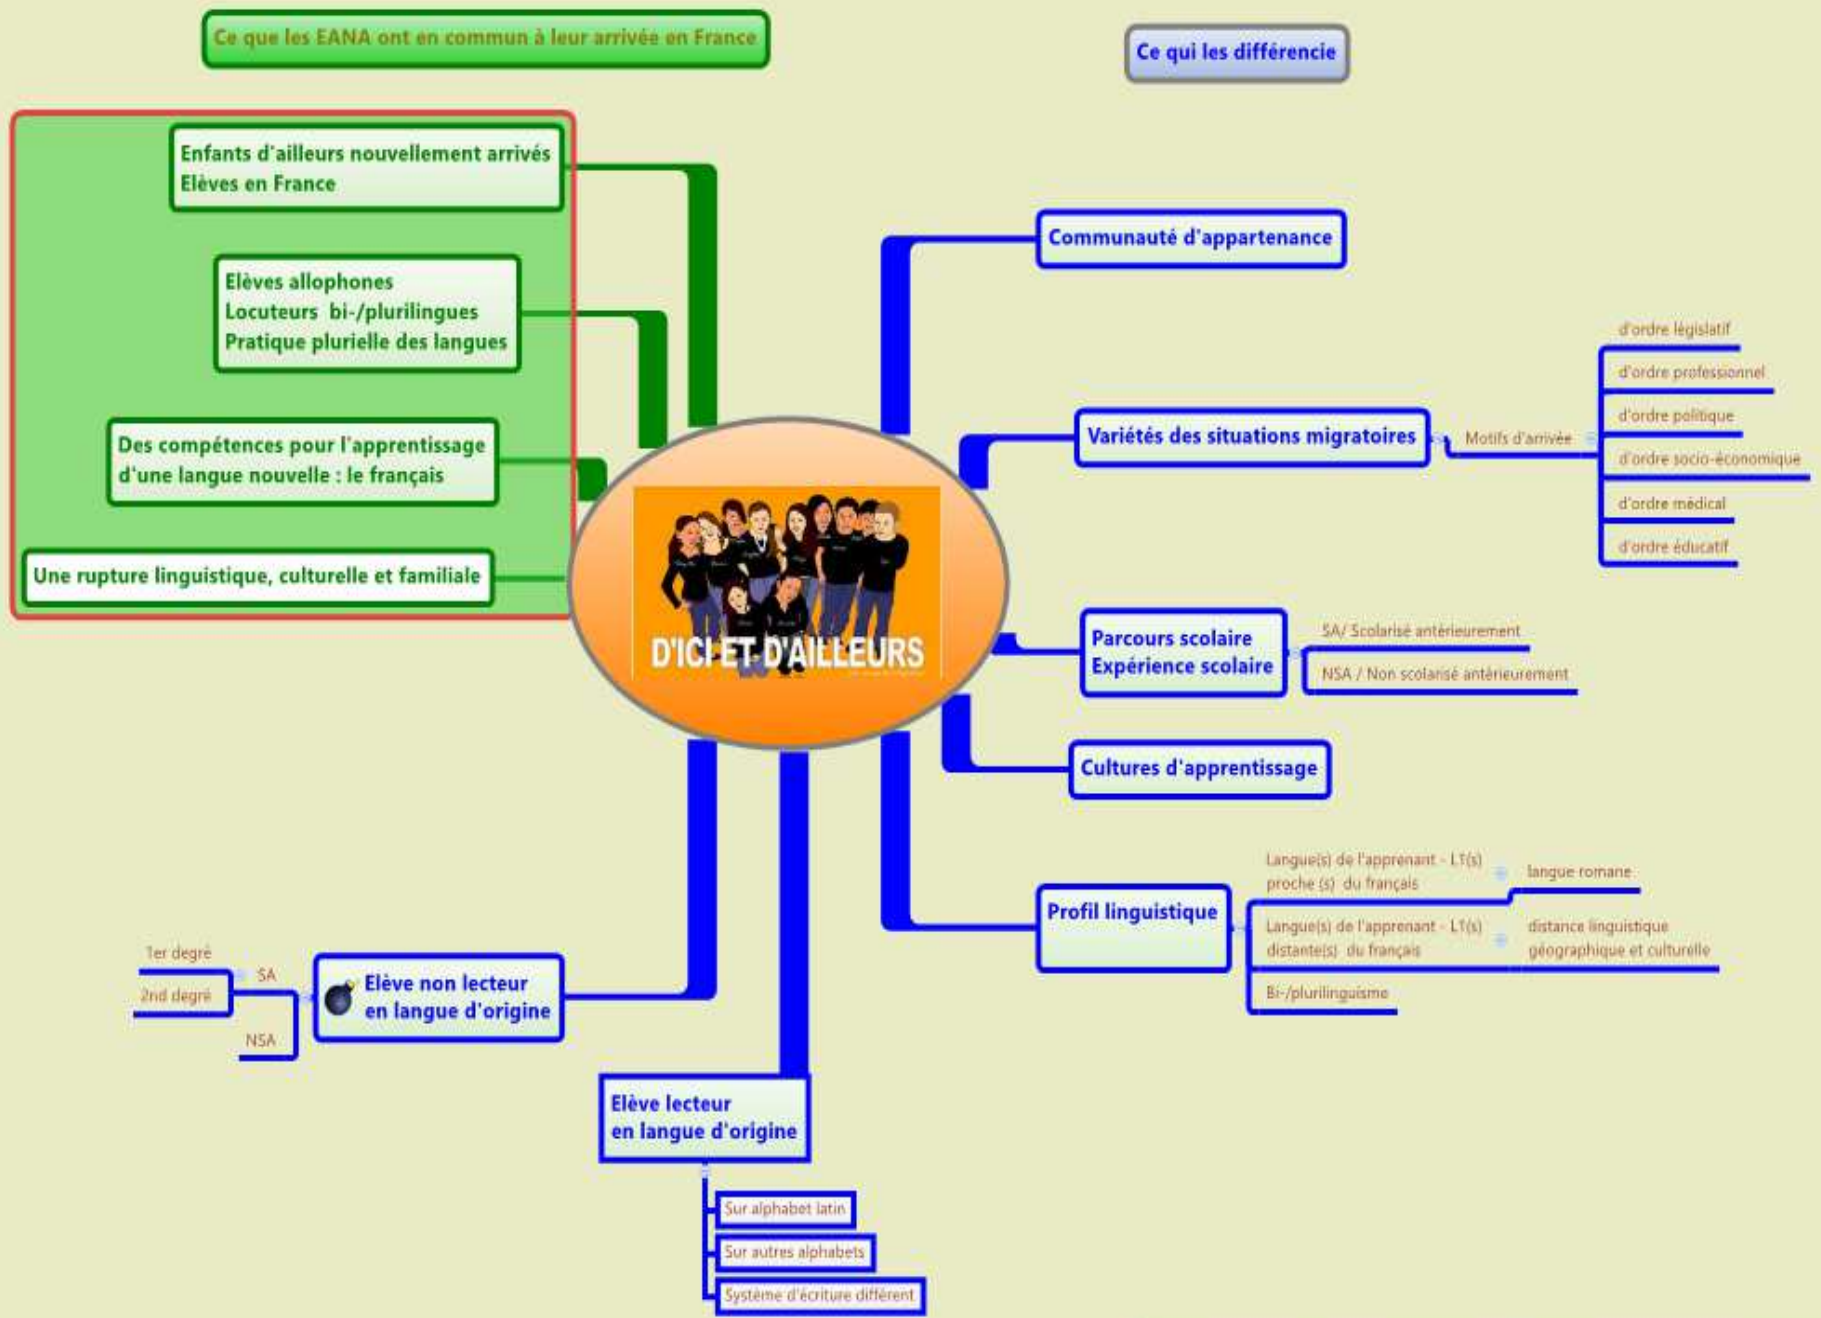 Ce que les EANA ont en commun à leur arrivée en France
Ce qui les différencie
Enfants d'ailleurs nouvellement arrivés
Elèves en France
Elèves allophones
Locuteurs bi-/plurilingues
Pratique plurielle des langues
Des compétences pour l'apprentissage
d'une langue nouvelle : le français
Une rupture linguistique, culturelle et familiale
D'ICI ET D'AILLEURS
Communauté d'appartenance
Variétés des situations migratoires
Motifs d'arrivée
d'ordre législatif
d'ordre professionnel
d'ordre politique
d'ordre socio-économique
d'ordre médical
d'ordre éducatif
Parcours scolaire
Expérience scolaire
SA/ Scolarisé antérieurement
NSA / Non scolarisé antérieurement
Cultures d'apprentissage
Profil linguistique
Langue(s) de l'apprenant - L1(s)
proche (s) du français
langue romane
Langue(s) de l'apprenant - L1(s)
distante(s) du français
distance linguistique
géographique et culturelle
Bi-/plurilinguisme
Elève non lecteur
en langue d'origine
SA
1er degré
2nd degré
NSA
Elève lecteur
en langue d'origine
Sur alphabet latin
Sur autres alphabets
Système d'écriture différent